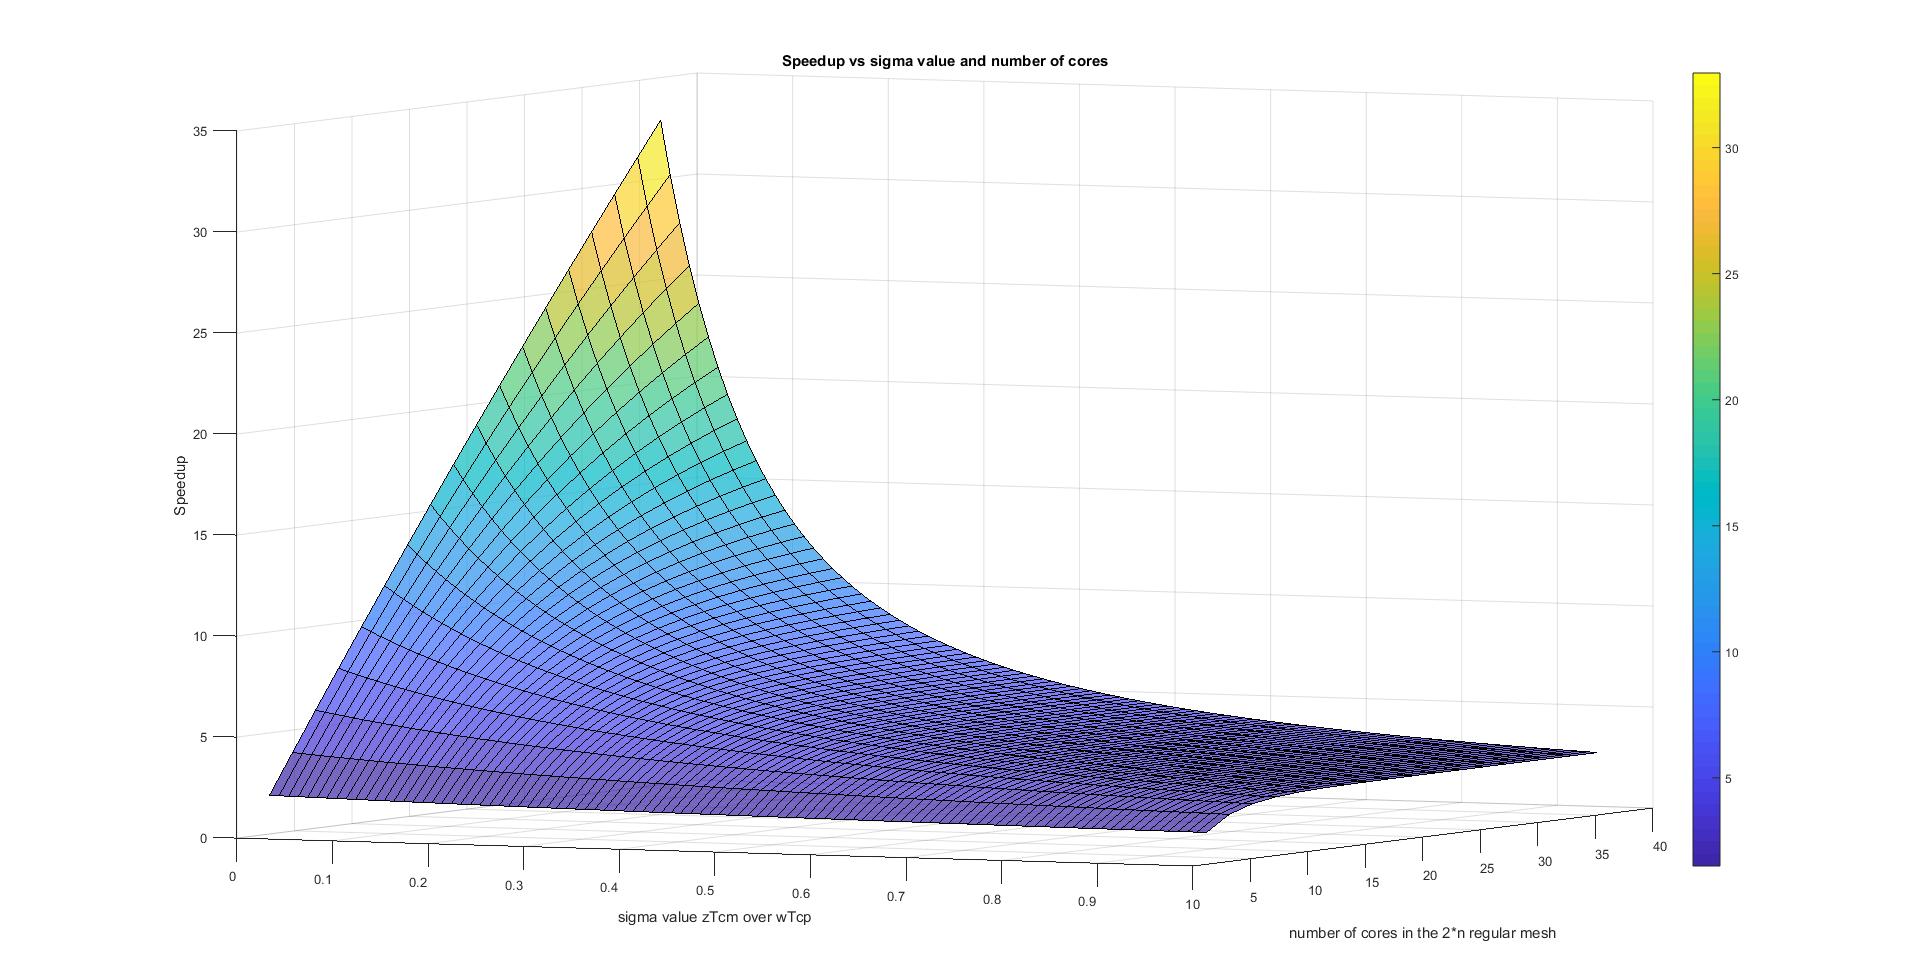 Speedup vs sigma value and number of cores
35
30
25
20
15
10
5
0
Speedup
0 0.1 0.2 0.3 0.4 0.5 0.6 0.7 0.8 0.9 10
sigma value zTcm over wTcp
5 10 15 20 25 30 35 40
number of cores in the 2*n regular mesh
30
25
20
15
10
5